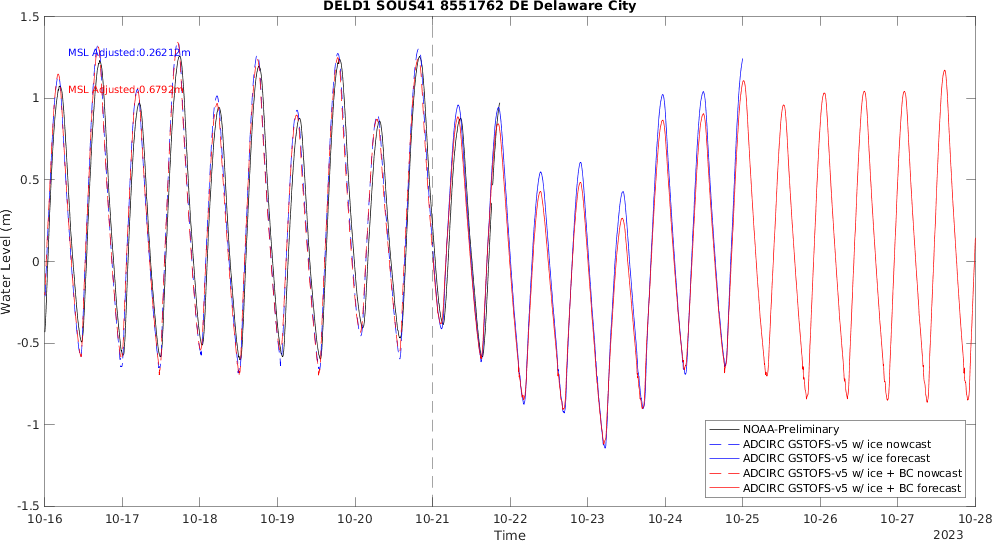 DELD1 SOUS41 8551762 DE Delaware City
MSL Adjusted:0.26212m
MSL Adjusted:0.6792m
1.5
1
0.5
0
-0.5
-1
-1.5
Water Level (m)
NOAA-Preliminary
ADCIRC GSTOFS-v5 w/ ice nowcast
ADCIRC GSTOFS-v5 w/ ice forecast
ADCIRC GSTOFS-v5 w/ ice + BC nowcast
ADCIRC GSTOFS-v5 w/ ice + BC forecast
10-16 10-17 10-18 10-19 10-20 10-21 10-22 10-23 10-24 10-25 10-26 10-27 10-28
Time
2023